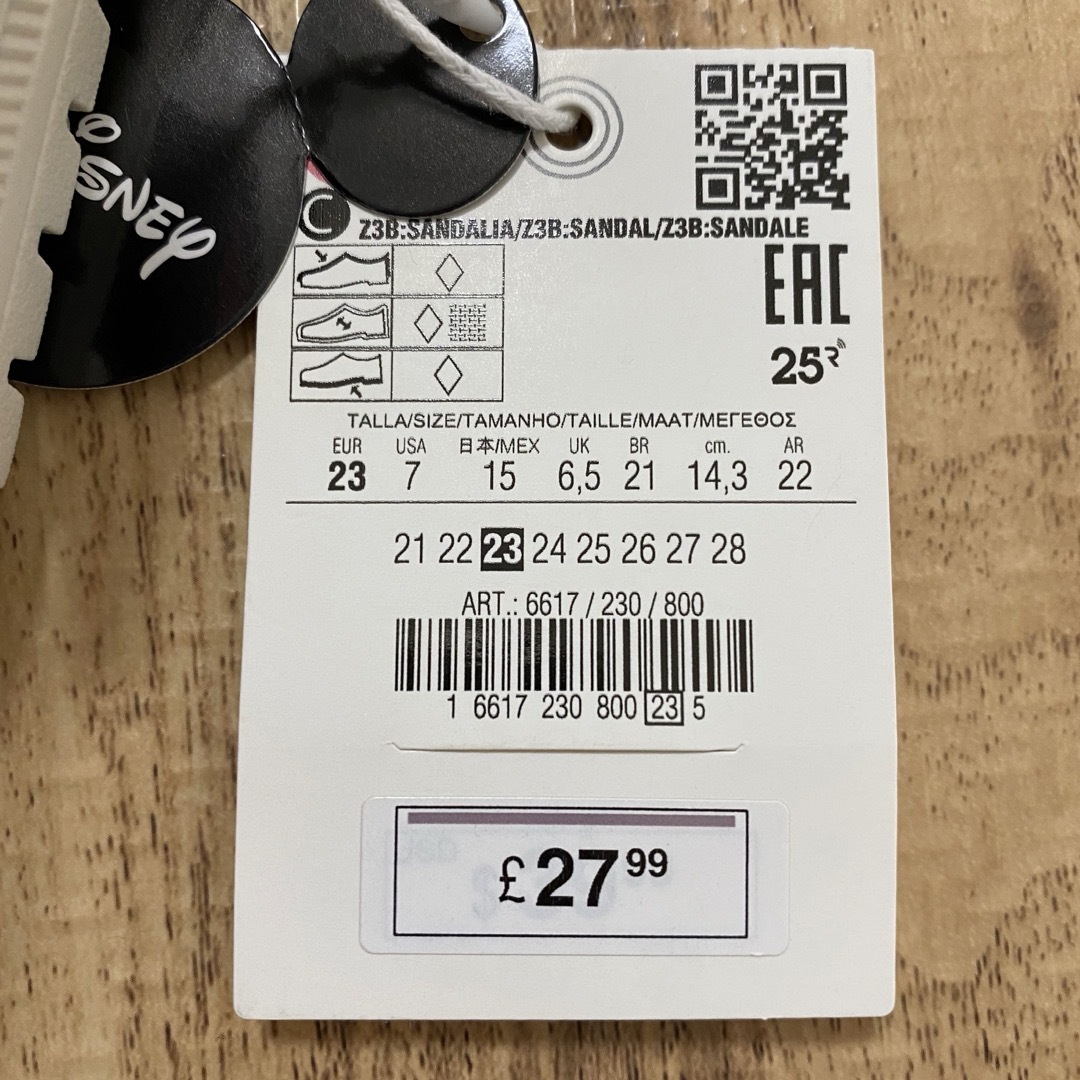 DISNEY
Z3B:SANDALIA/Z3B:SANDAL/Z3B:SANDALE
EAC
25
TALLA/SIZE/TAMANHO/TAILLE/MAAT/ΜΕΓΕΘΟΣ
EUR USA 日本/MEX UK BR cm. AR
23 7 15 6,5 21 14,3 22
21 22 23 24 25 26 27 28
ART.: 6617 / 230 / 800
1 6617 230 800 23 5
£27 99